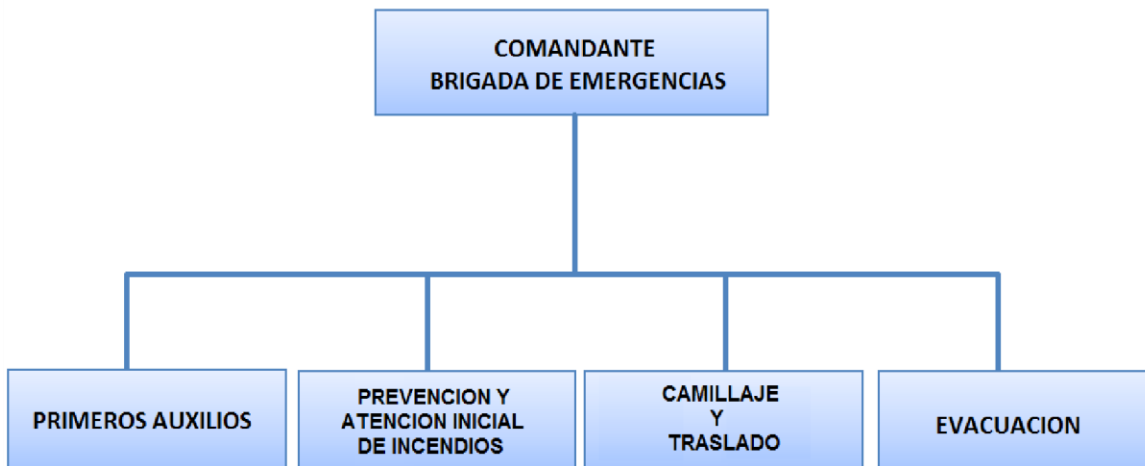 COMANDANTE
BRIGADA DE EMERGENCIAS
PRIMEROS AUXILIOS
PREVENCION Y
ATENCION INICIAL
DE INCENDIOS
CAMILLAJE
Y
TRASLADO
EVACUACION